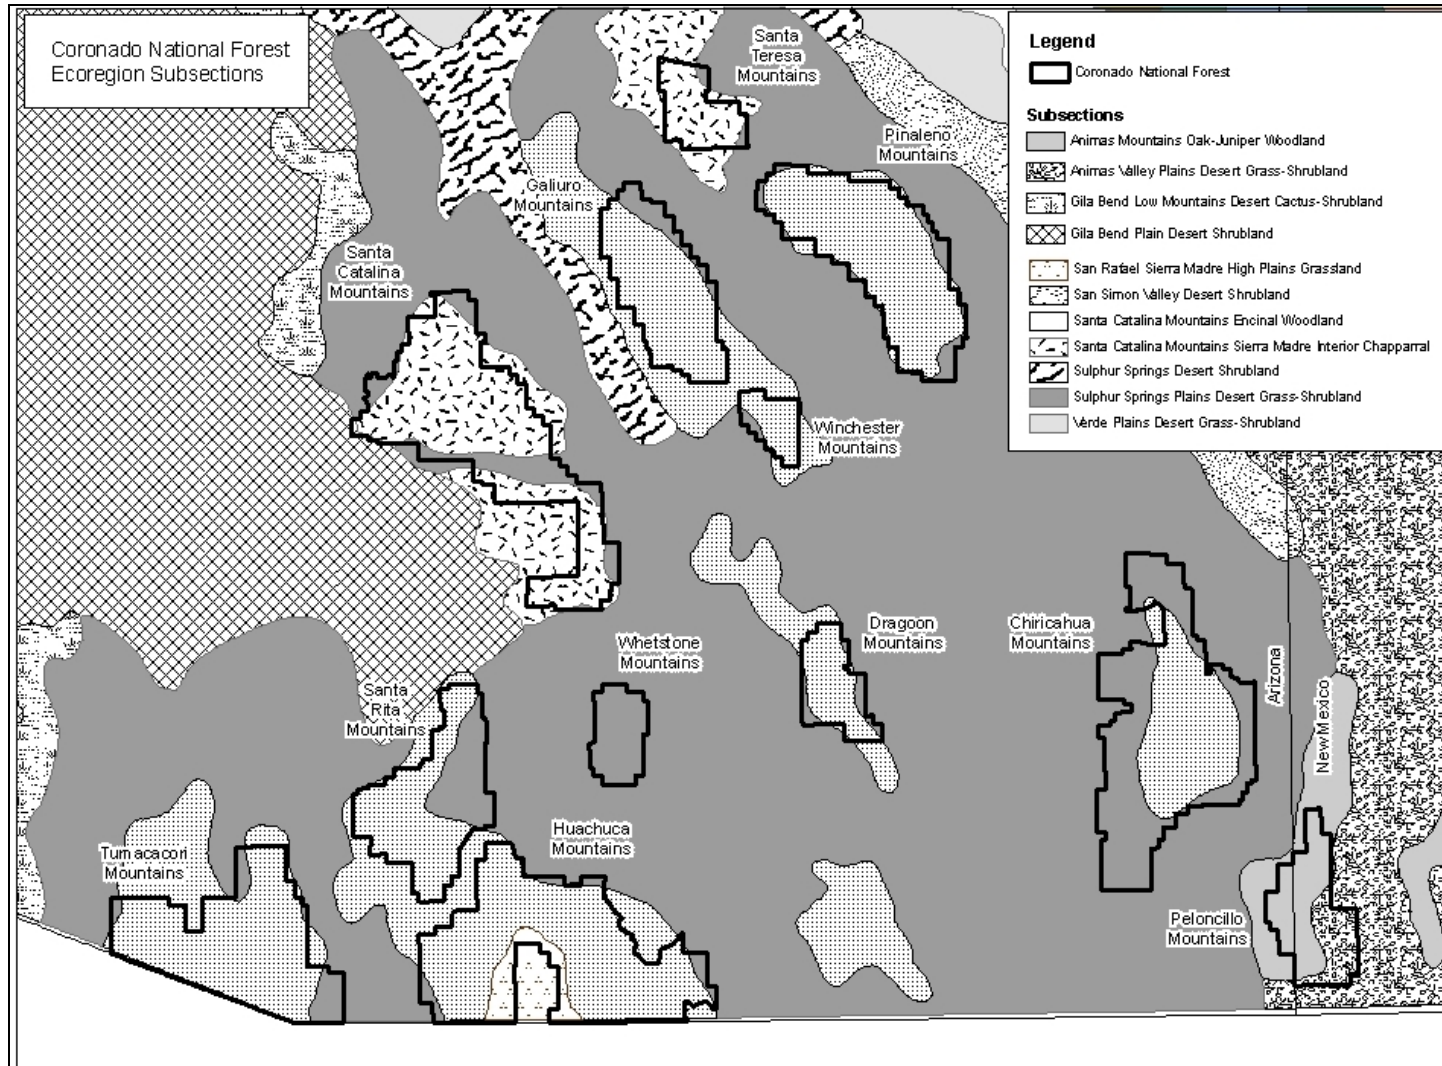 Coronado National Forest
Ecoregion Subsections
Santa
Teresa
Mountains
Pinaleno
Mountains
Galiuro
Mountains
Santa
Catalina
Mountains
Winchester
Mountains
Dragoon
Mountains
Chiricahua
Mountains
Whetstone
Mountains
Santa
Rita
Mountains
Arizona
New Mexico
Huachuca
Mountains
Tumacacori
Mountains
Peloncillo
Mountains
Legend
Coronado National Forest
Subsections
Animas Mountains Oak-Juniper Woodland
Animas Valley Plains Desert Grass-Shrubland
Gila Bend Low Mountains Desert Cactus-Shrubland
Gila Bend Plain Desert Shrubland
San Rafael Sierra Madre High Plains Grassland
San Simon Valley Desert Shrubland
Santa Catalina Mountains Encinal Woodland
Santa Catalina Mountains Sierra Madre Interior Chapparral
Sulphur Springs Desert Shrubland
Sulphur Springs Plains Desert Grass-Shrubland
Verde Plains Desert Grass-Shrubland